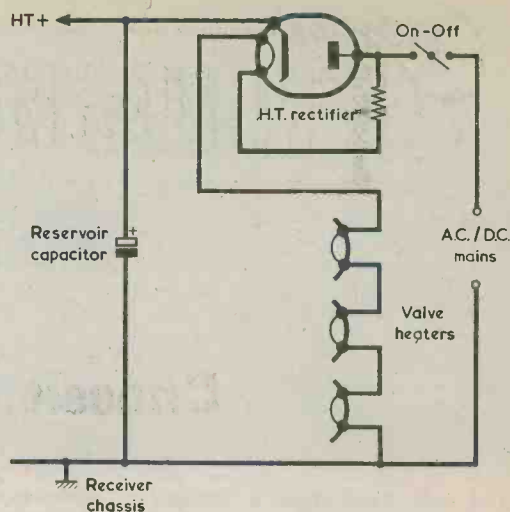 HT+
On-Off
H.T. rectifier
Reservoir
capacitor
+
A.C./D.C.
mains
Valve
heaters
Receiver
chassis